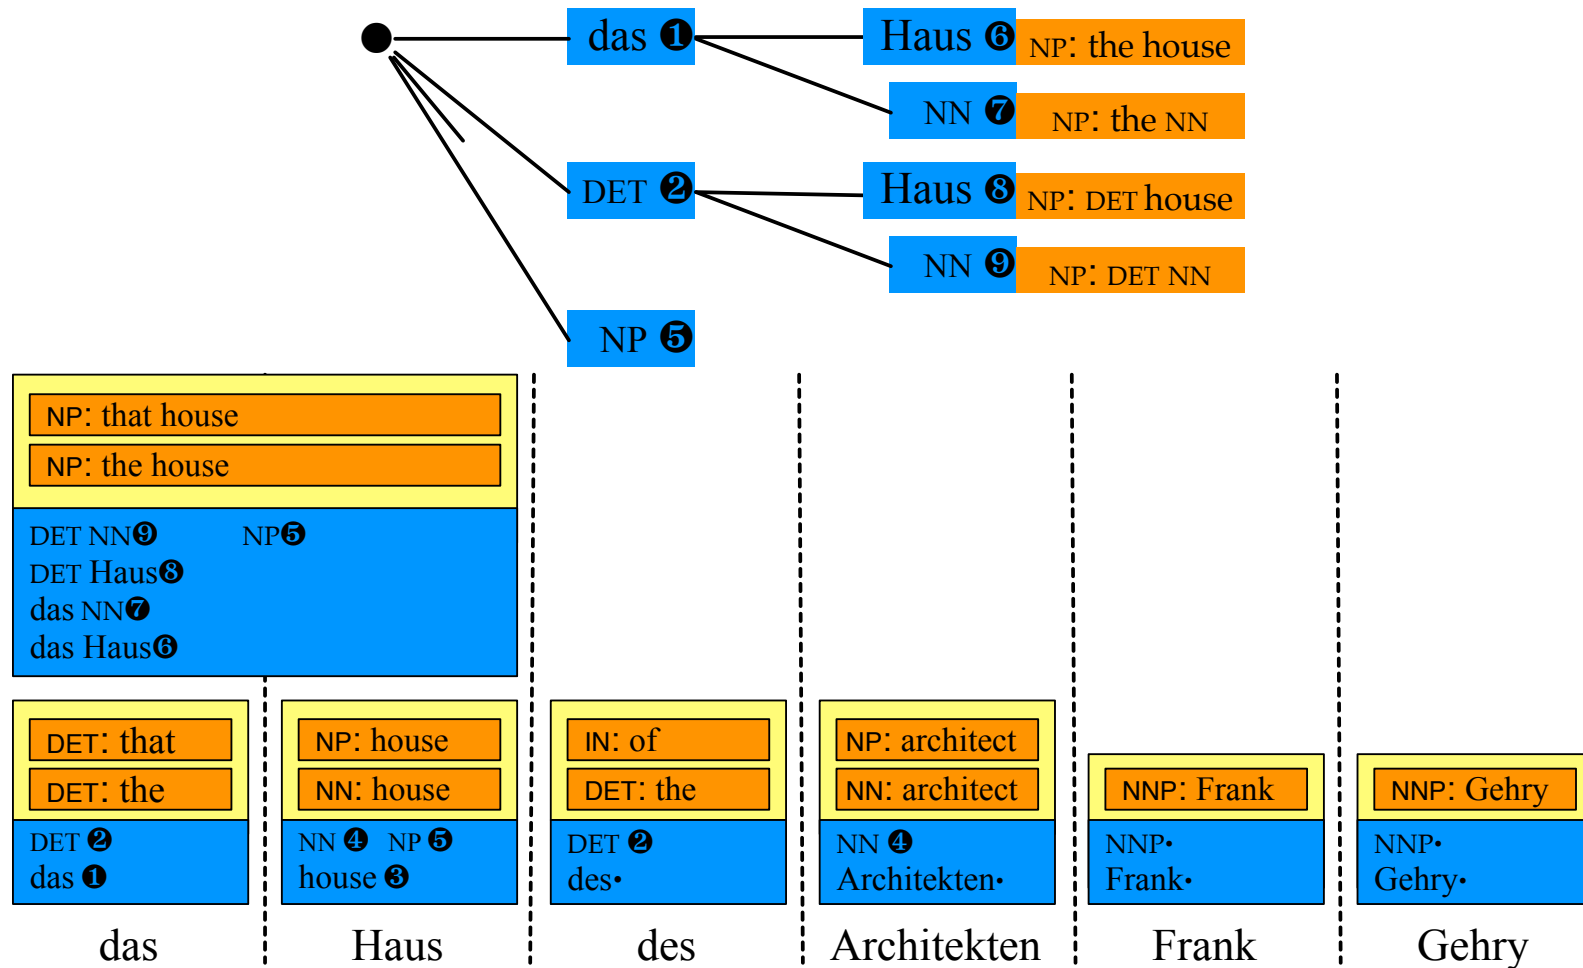 das ❶ Haus ❻ NP: the house
NN ❼ NP: the NN
DET ❷ Haus ❽ NP: DET house
NN ❾ NP: DET NN
NP ❺
NP: that house
NP: the house
DET NN❾ NP❺
DET Haus❽
das NN❼
das Haus❻
DET: that
DET: the
DET ❷
das ❶
NP: house
NN: house
NN ❹ NP ❺
house ❸
IN: of
DET: the
DET ❷
des•
NP: architect
NN: architect
NN ❹
Architekten•
NNP: Frank
NNP•
Frank•
NNP: Gehry
NNP•
Gehry•
das Haus des Architekten Frank Gehry